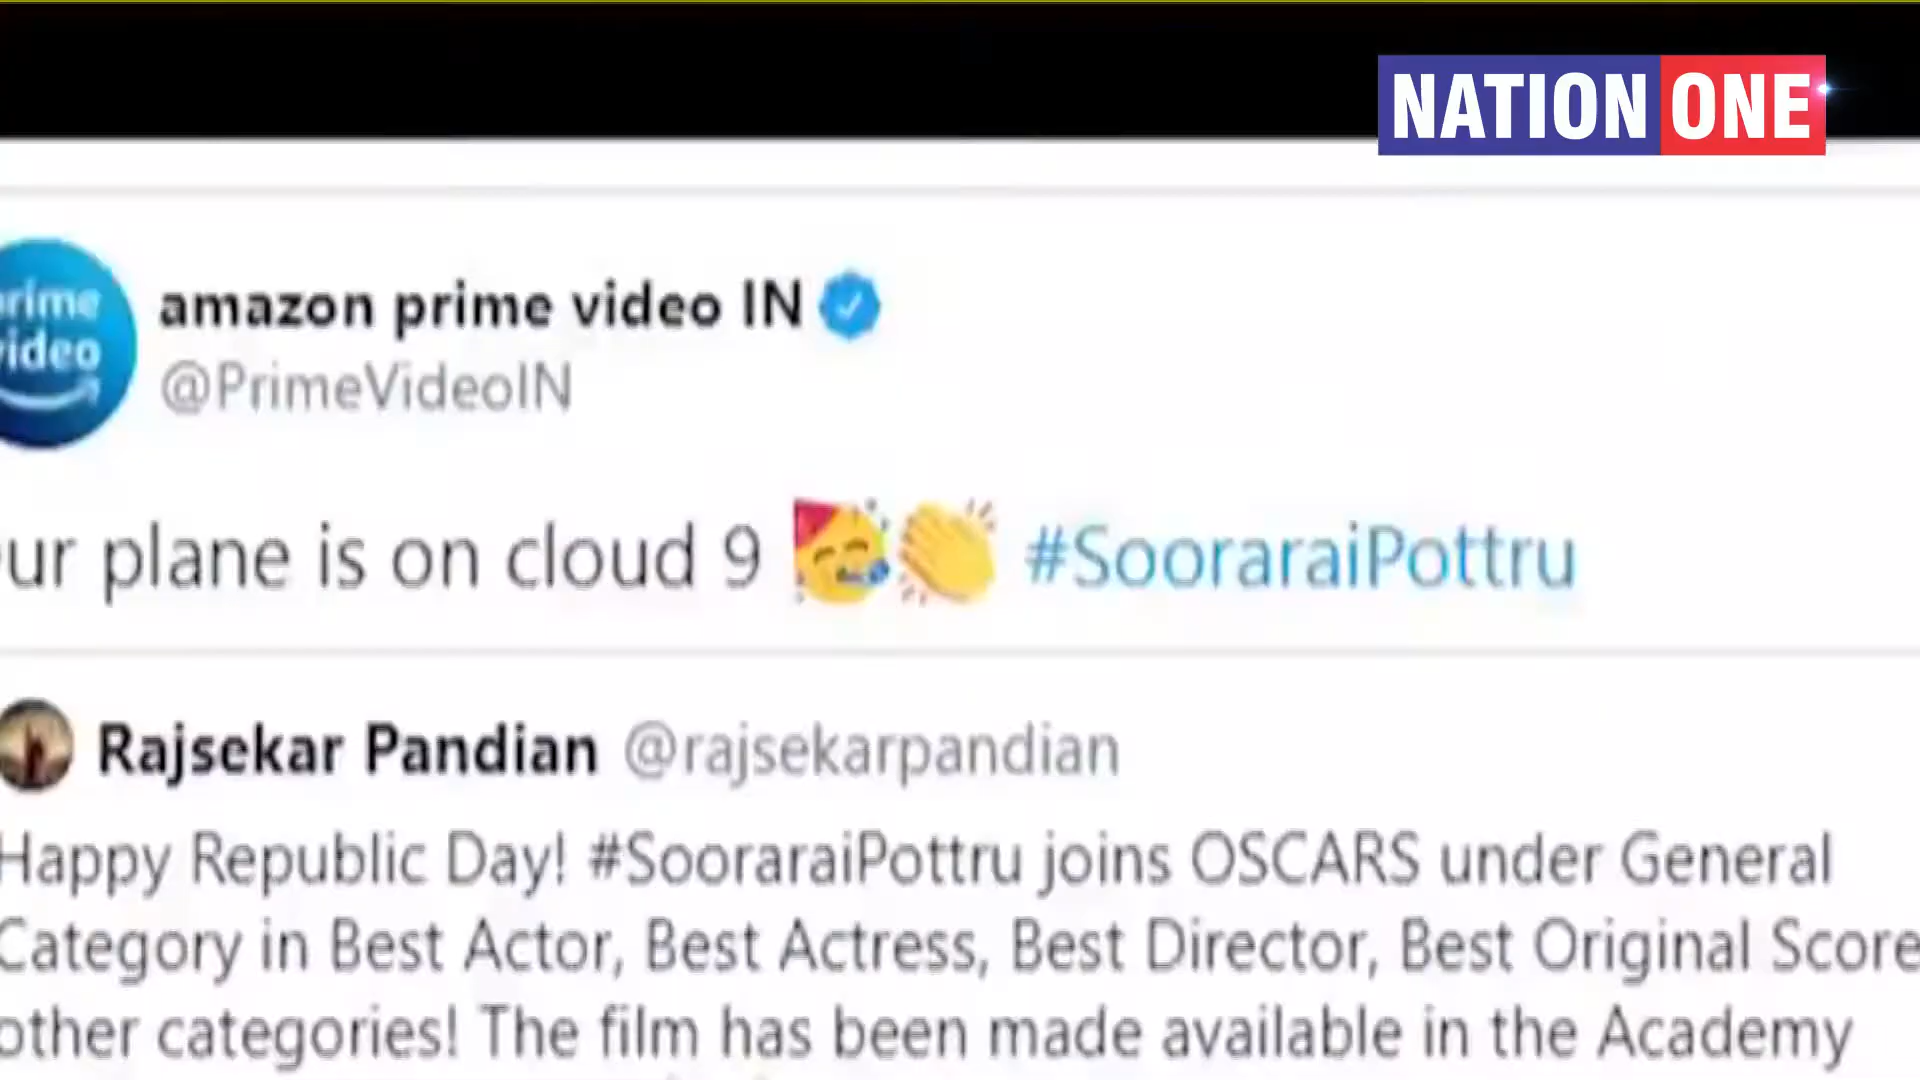 NATION ONE
prime
video
amazon prime video IN
@PrimeVideoIN
ur plane is on cloud 9 🥳👏 #SooraraiPottru
Rajsekar Pandian @rajsekarpandian
Happy Republic Day! #SooraraiPottru joins OSCARS under General
Category in Best Actor, Best Actress, Best Director, Best Original Score
other categories! The film has been made available in the Academy